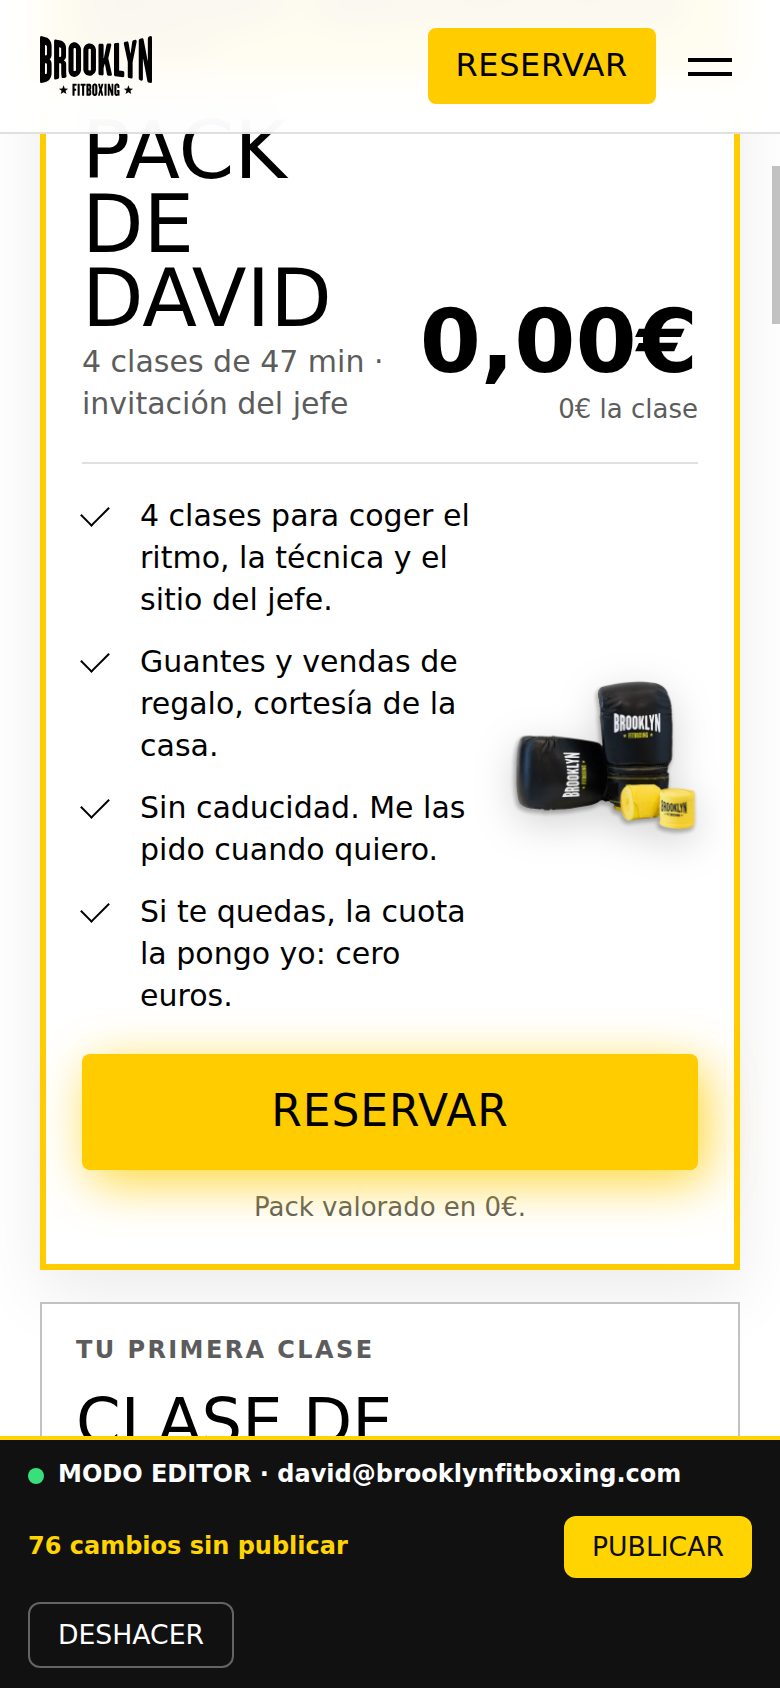 BROOKLYN
FITBOXING
RESERVAR
PACK
DE
DAVID
4 clases de 47 min ·
invitación del jefe
0,00€
0€ la clase
4 clases para coger el
ritmo, la técnica y el
sitio del jefe.
Guantes y vendas de
regalo, cortesía de la
casa.
BROOKLYN
FITBOXING
BROOKLYN
BROOKLYN
Sin caducidad. Me las
pido cuando quiero.
Si te quedas, la cuota
la pongo yo: cero
euros.
RESERVAR
Pack valorado en 0€.
TU PRIMERA CLASE
CLASE DE
MODO EDITOR · david@brooklynfitboxing.com
76 cambios sin publicar
PUBLICAR
DESHACER